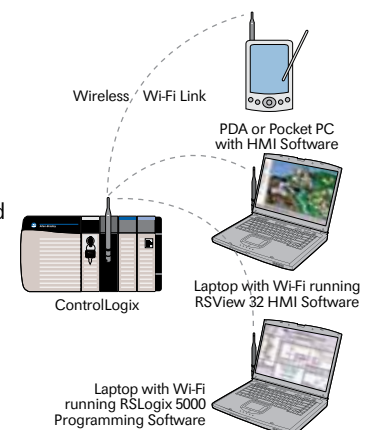 Wireless Wi-Fi Link
PDA or Pocket PC
with HMI Software
ControlLogix
Laptop with Wi-Fi running
RSView 32 HMI Software
Laptop with Wi-Fi
running RSLogix 5000
Programming Software